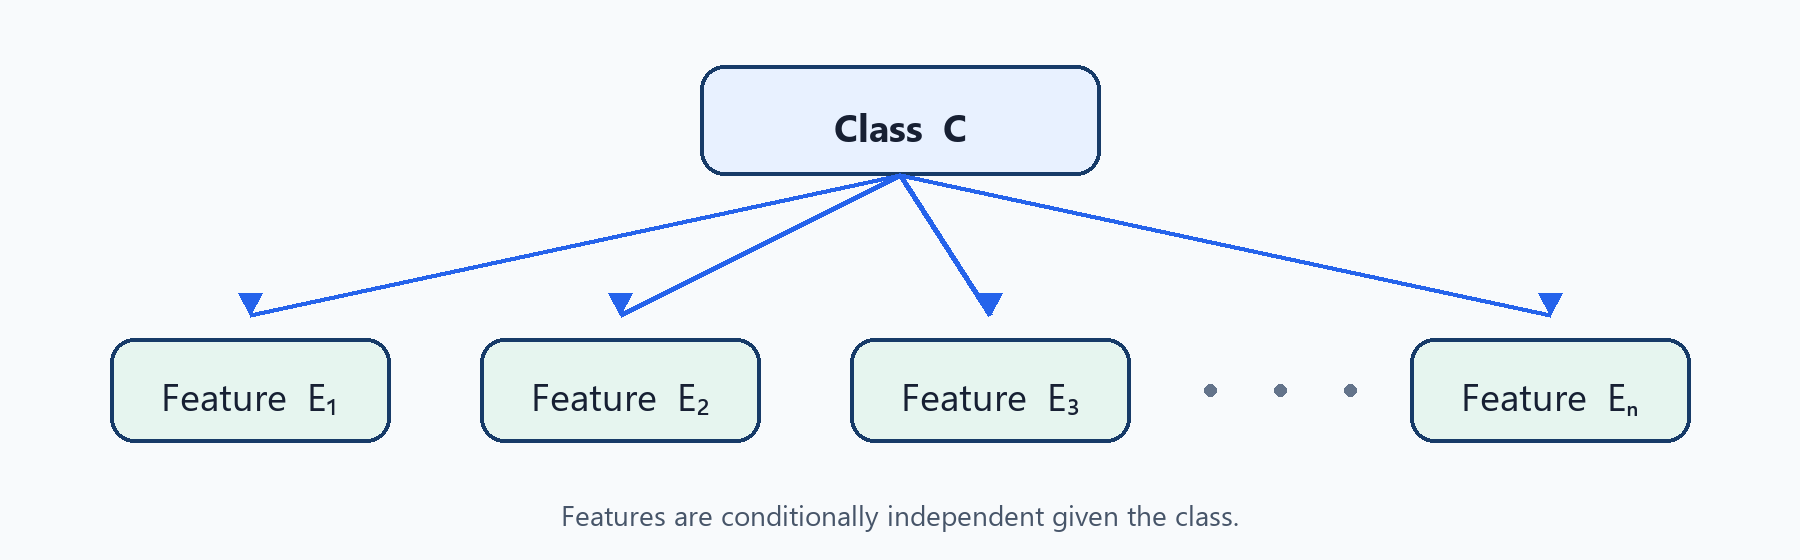 Class C
Feature E₁
Feature E₂
Feature E₃
Feature Eₙ
Features are conditionally independent given the class.